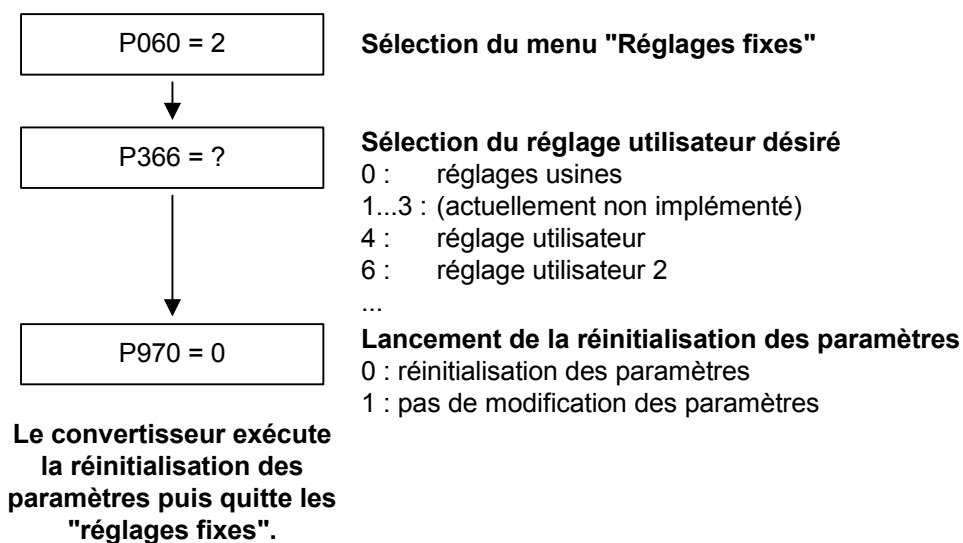 P060 = 2
Sélection du menu "Réglages fixes"
P366 = ?
Sélection du réglage utilisateur désiré
0 : réglages usines
1...3 : (actuellement non implémenté)
4 : réglage utilisateur
6 : réglage utilisateur 2
...
P970 = 0
Lancement de la réinitialisation des paramètres
0 : réinitialisation des paramètres
1 : pas de modification des paramètres
Le convertisseur exécute
la réinitialisation des
paramètres puis quitte les
"réglages fixes".